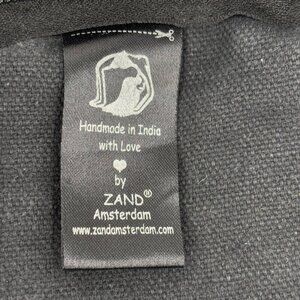 Handmade in India
with Love
♥
by
ZAND®
Amsterdam
www.zandamsterdam.com